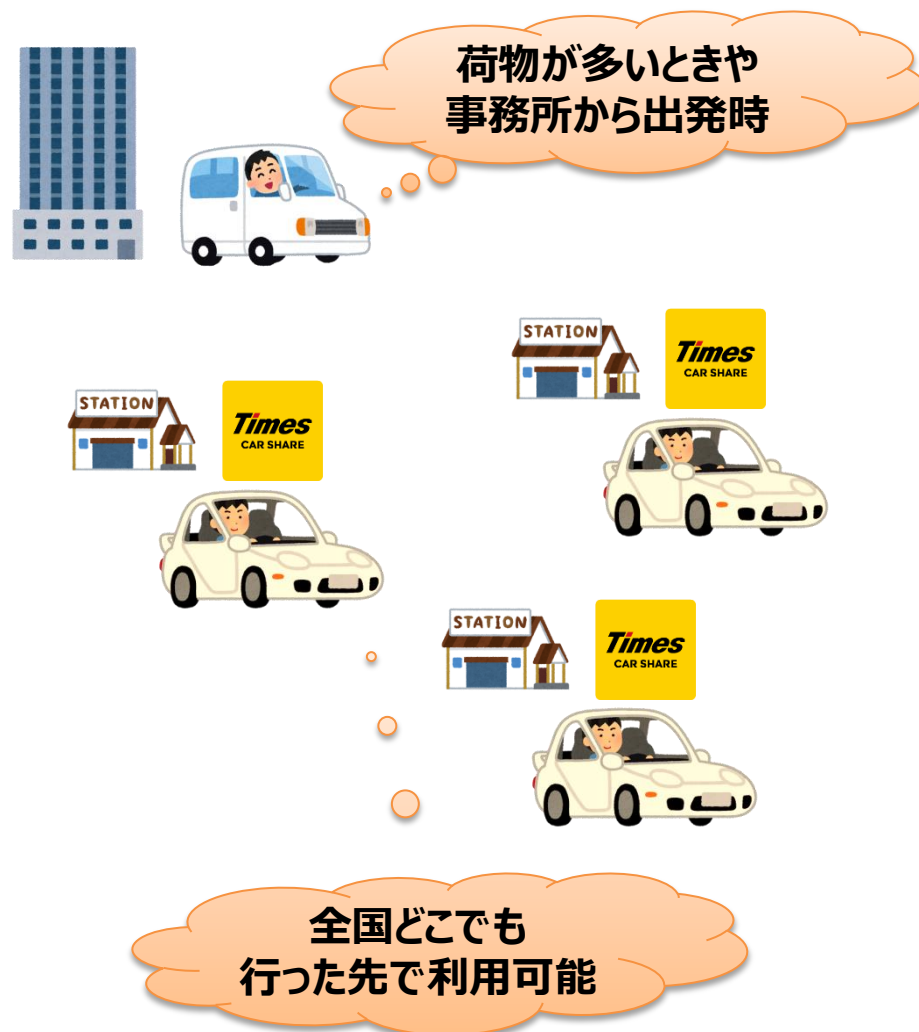 荷物が多いときや
事務所から出発時
STATION
Times
CAR SHARE
STATION
Times
CAR SHARE
STATION
Times
CAR SHARE
全国どこでも
行った先で利用可能